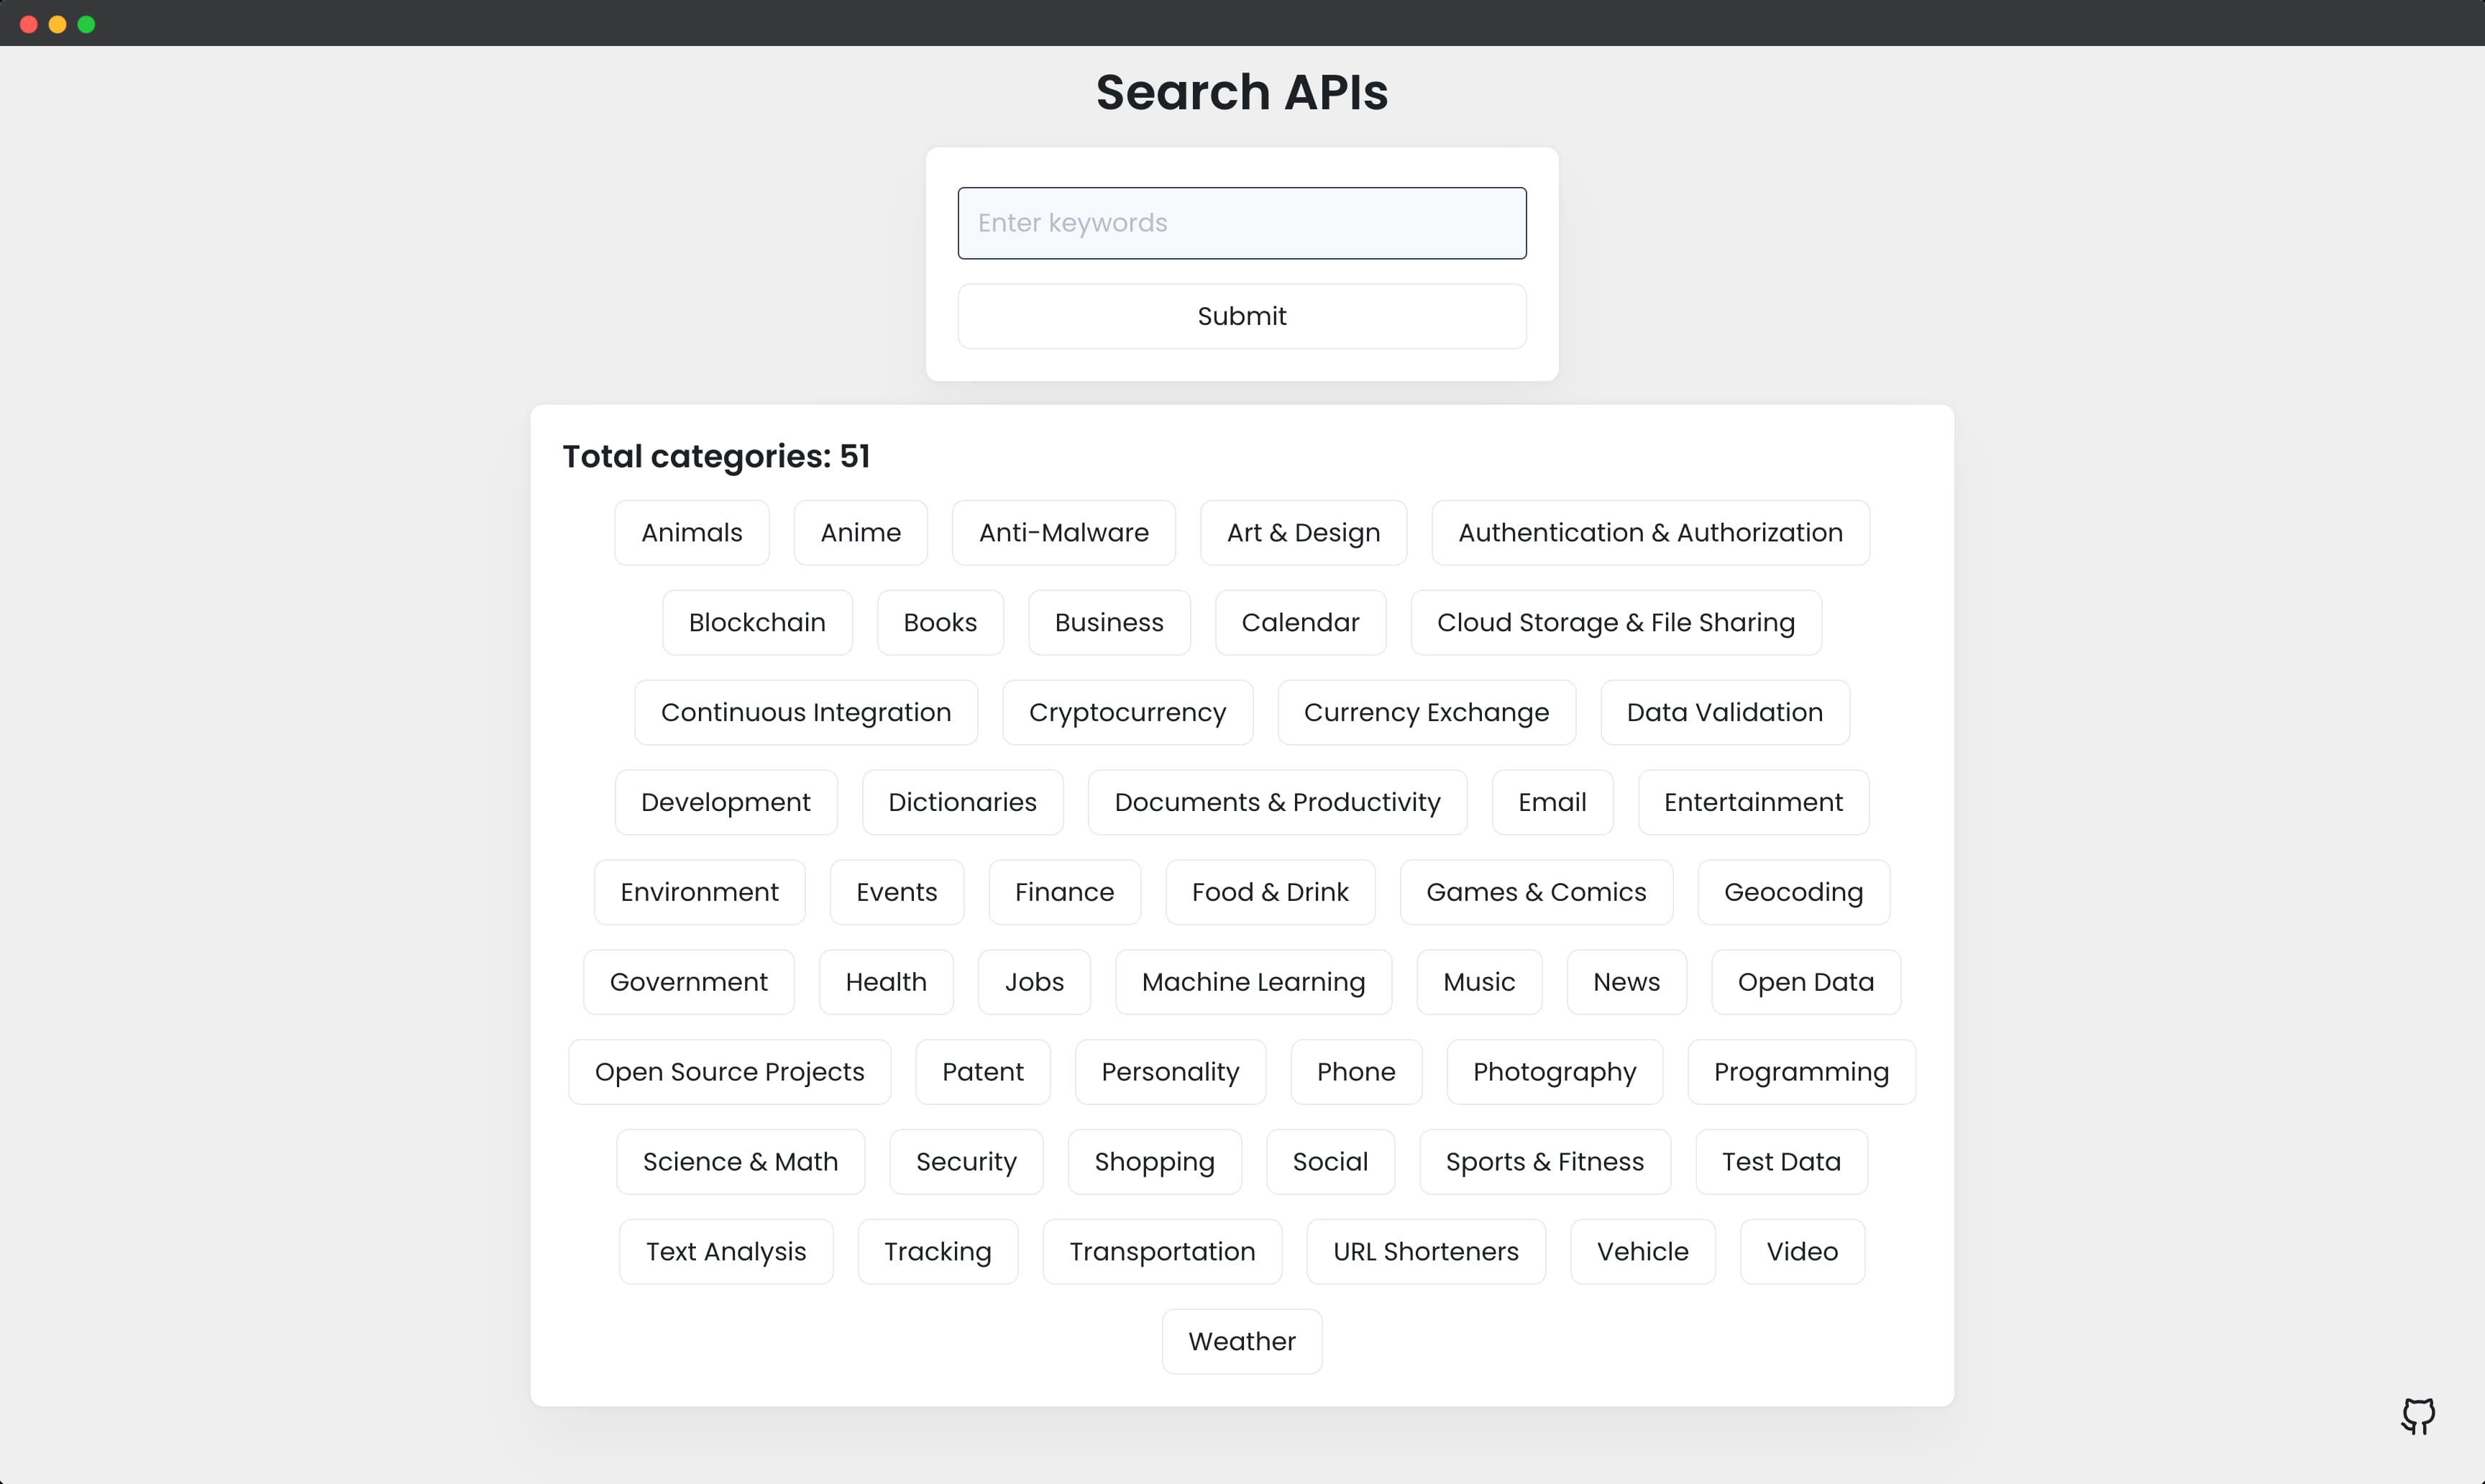 Search APIs
Enter keywords
Submit
Total categories: 51
Animals Anime Anti-Malware Art & Design Authentication & Authorization
Blockchain Books Business Calendar Cloud Storage & File Sharing
Continuous Integration Cryptocurrency Currency Exchange Data Validation
Development Dictionaries Documents & Productivity Email Entertainment
Environment Events Finance Food & Drink Games & Comics Geocoding
Government Health Jobs Machine Learning Music News Open Data
Open Source Projects Patent Personality Phone Photography Programming
Science & Math Security Shopping Social Sports & Fitness Test Data
Text Analysis Tracking Transportation URL Shorteners Vehicle Video
Weather